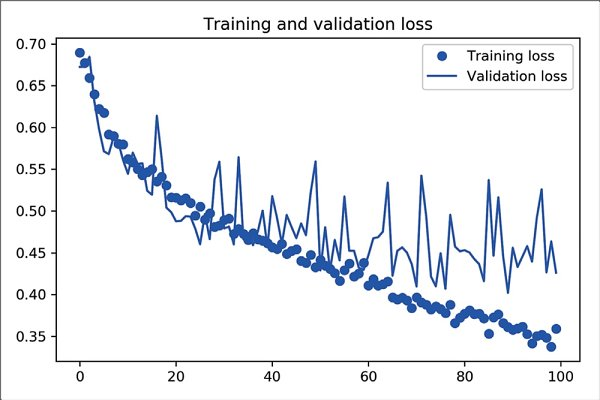 Training and validation loss
Training loss
Validation loss
0.70
0.65
0.60
0.55
0.50
0.45
0.40
0.35
0 20 40 60 80 100